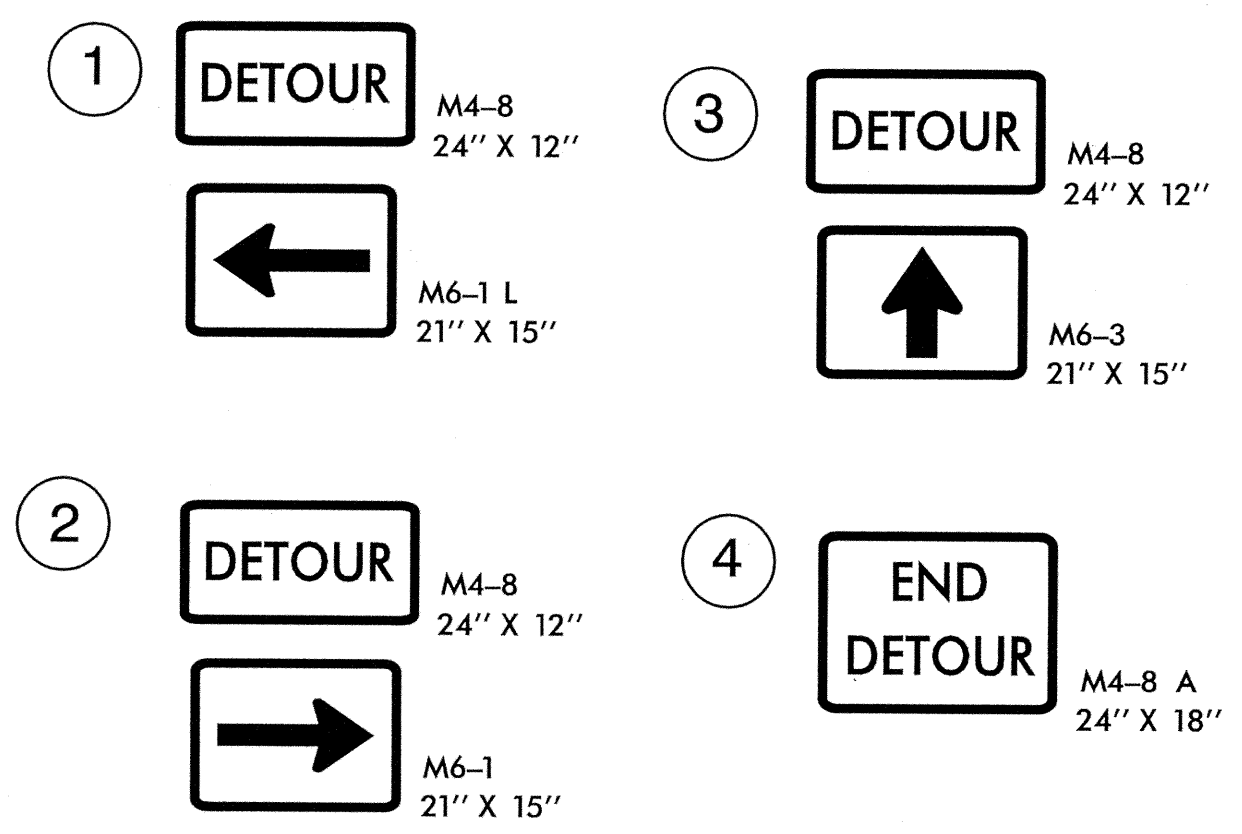 1
DETOUR
M4–8
24″ X 12″
M6–1 L
21″ X 15″
2
DETOUR
M4–8
24″ X 12″
M6–1
21″ X 15″
3
DETOUR
M4–8
24″ X 12″
M6–3
21″ X 15″
4
END
DETOUR
M4–8 A
24″ X 18″